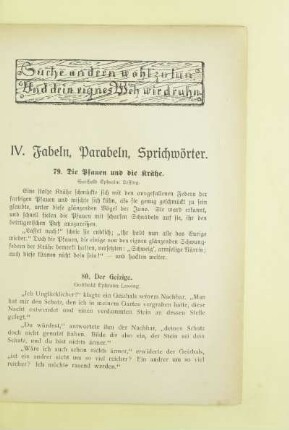 Suche andern wohlzutun
Und dein eignes Weh wird ruhn
IV. Fabeln, Parabeln, Sprichwörter.
79. Die Pfauen und die Krähe.
Gotthold Ephraim Lessing.
Eine stolze Krähe schmückte sich mit den ausgefallenen Federn der
farbigen Pfauen und mischte sich kühn, als sie genug geschmückt zu sein
glaubte, unter diese glänzenden Vögel der Juno. Sie ward erkannt,
und schnell fielen die Pfauen mit scharfen Schnäbeln auf sie, ihr den
betrügerischen Putz auszureißen.
„Lasset nach!“ schrie sie endlich; „ihr habt nun alle das Eurige
wieder.“ Doch die Pfauen, die einige von den eigenen glänzenden Schwung-
federn der Krähe bemerkt hatten, versetzten: „Schweig, armselige Närrin,
auch diese können nicht dein sein!“ — und hackten weiter.
80. Der Geizige.
Gotthold Ephraim Lessing.
„Ich Unglücklicher!“ klagte ein Geizhals seinem Nachbar. „Man
hat mir den Schatz, den ich in meinem Garten vergraben hatte, diese
Nacht entwendet und einen verdammten Stein an dessen Stelle
gelegt.“
„Du würdest,“ antwortete ihm der Nachbar, „deinen Schatz
doch nicht genutzt haben. Bilde dir also ein, der Stein sei dein
Schatz, und du bist nichts ärmer.“
„Wäre ich auch schon nichts ärmer,“ erwiderte der Geizhals,
„ist ein andrer nicht um so viel reicher? Ein andrer um so viel
reicher! Ich möchte rasend werden.“